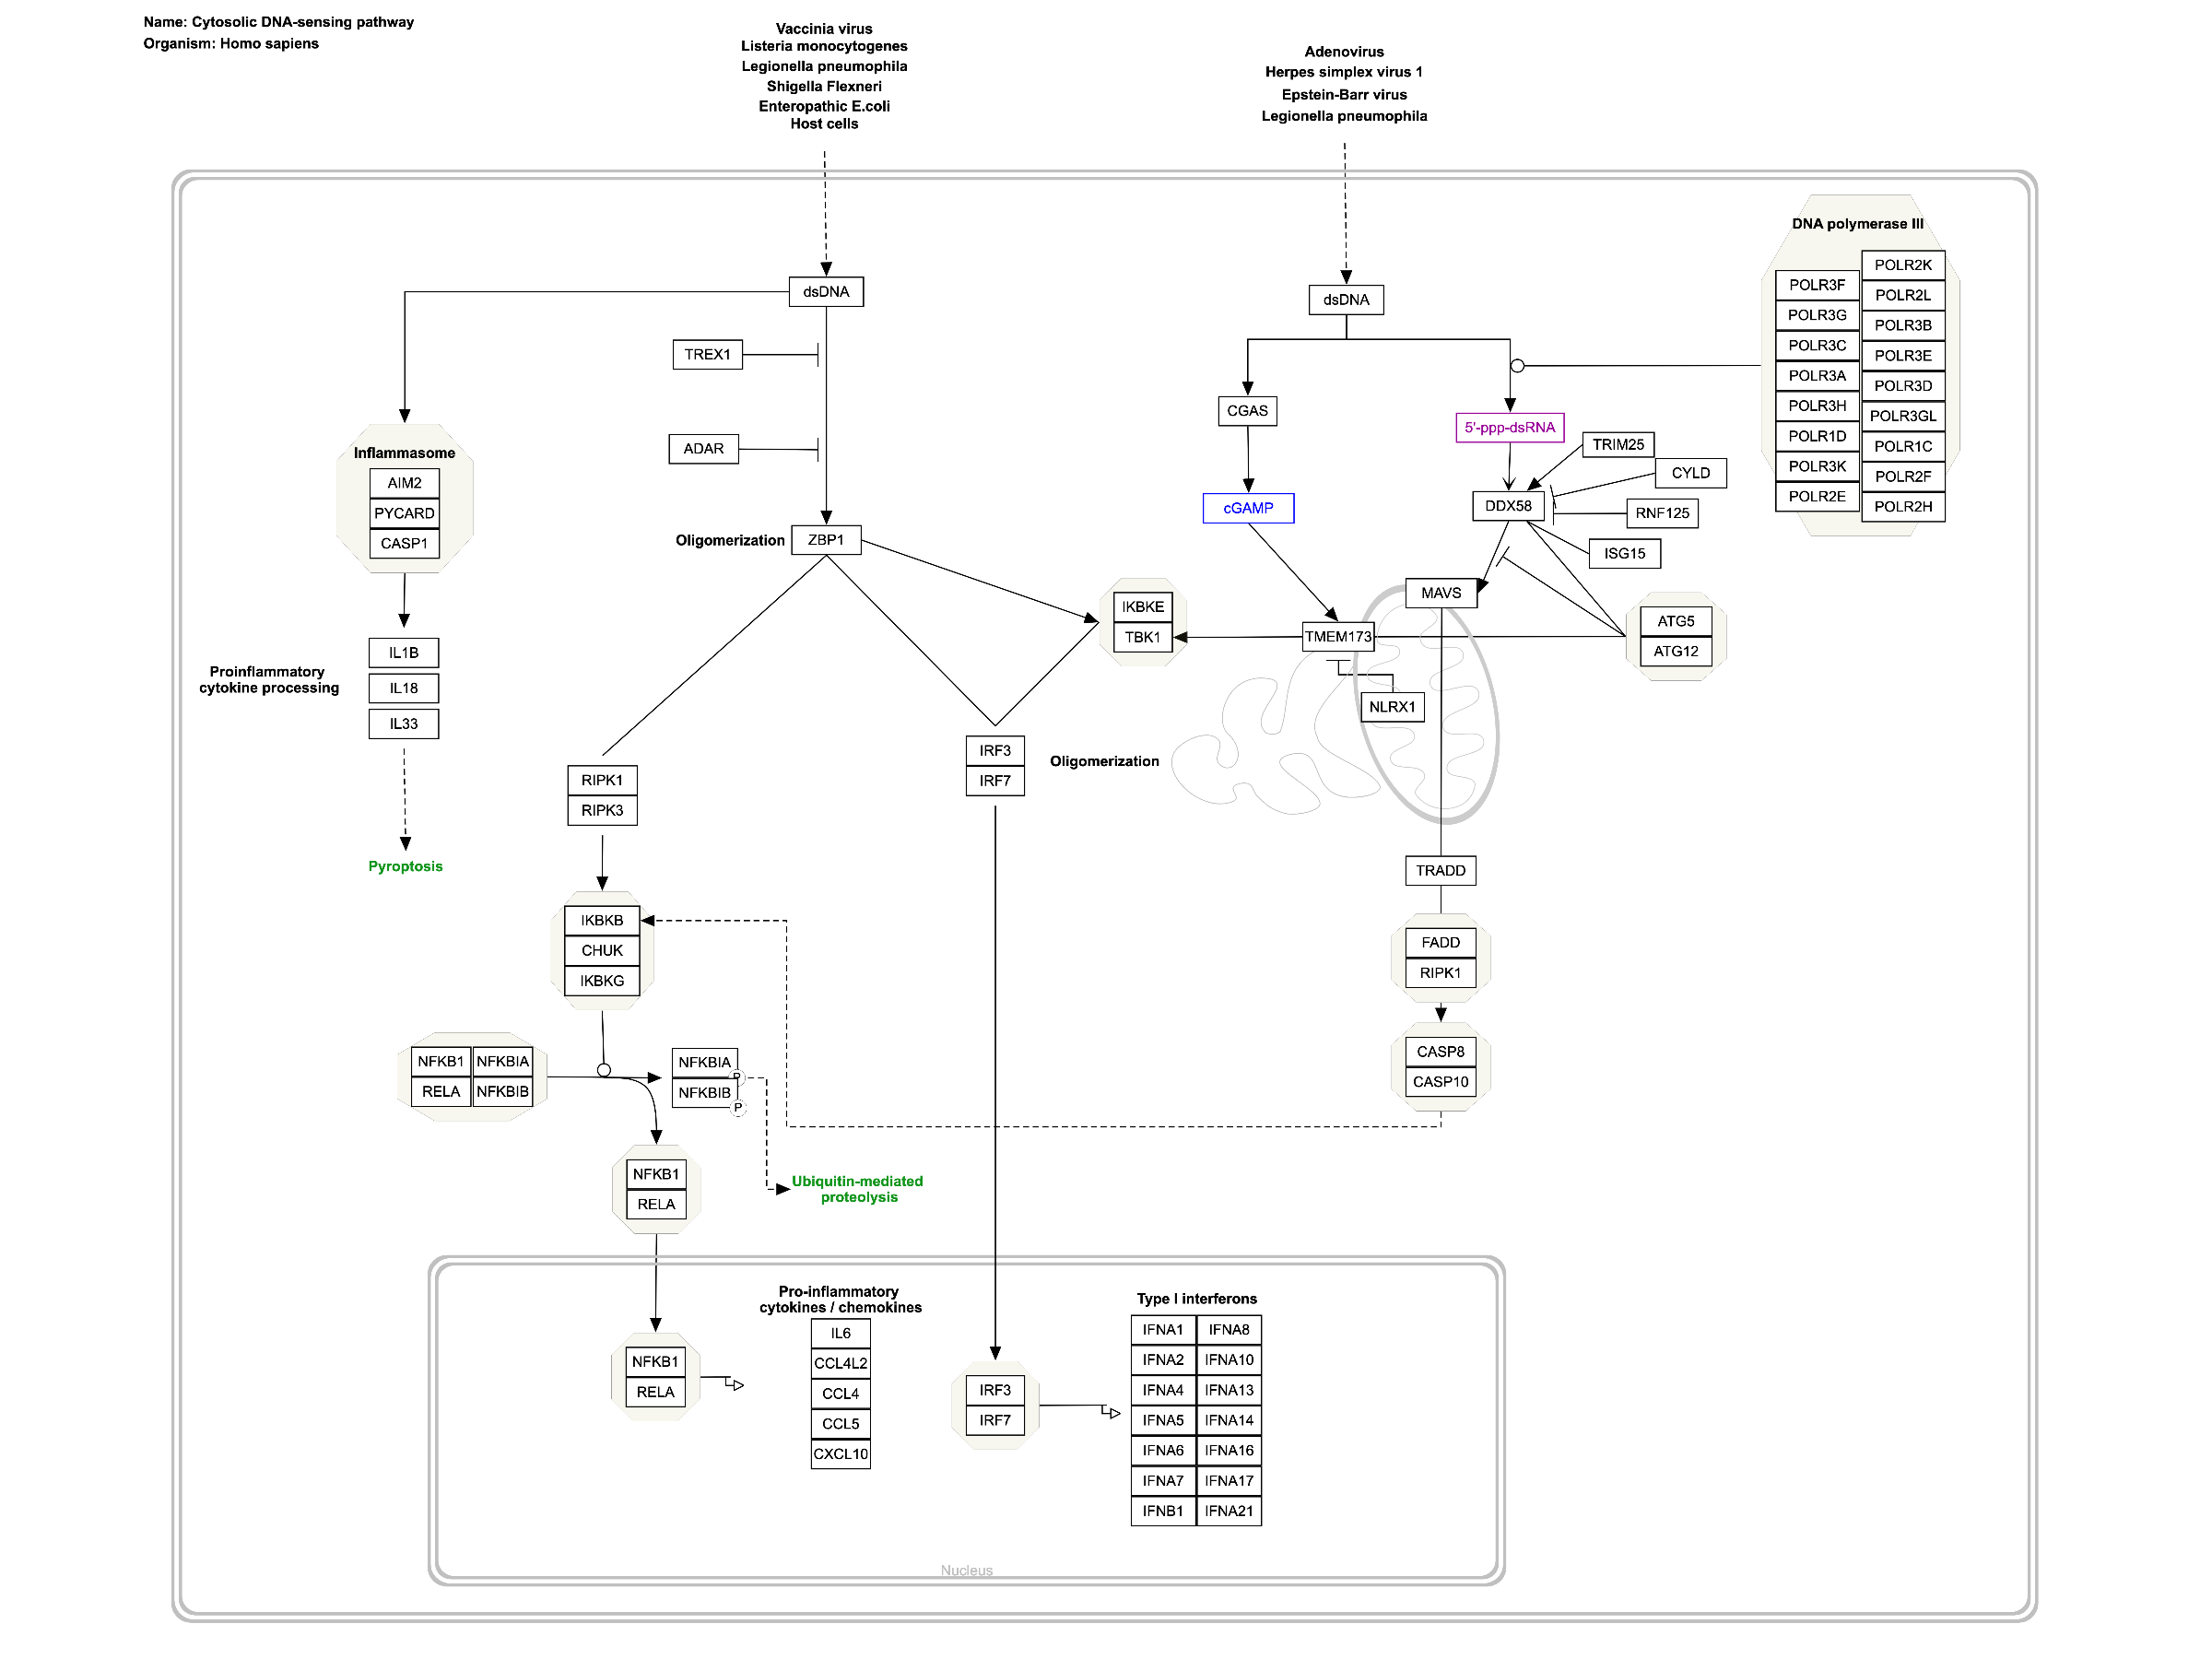 Name: Cytosolic DNA-sensing pathway
Organism: Homo sapiens
Vaccinia virus
Listeria monocytogenes
Legionella pneumophila
Shigella Flexneri
Enteropathic E.coli
Host cells
Adenovirus
Herpes simplex virus 1
Epstein-Barr virus
Legionella pneumophila
DNA polymerase III
POLR3F
POLR3G
POLR3C
POLR3A
POLR3H
POLR1D
POLR3K
POLR2E
POLR2K
POLR2L
POLR3B
POLR3E
POLR3D
POLR3GL
POLR1C
POLR2F
POLR2H
dsDNA
dsDNA
TREX1
ADAR
CGAS
cGAMP
5'-ppp-dsRNA
TRIM25
CYLD
RNF125
ISG15
DDX58
Inflammasome
AIM2
PYCARD
CASP1
Oligomerization
ZBP1
IKBKE
TBK1
TMEM173
MAVS
ATG5
ATG12
NLRX1
Proinflammatory
cytokine processing
IL1B
IL18
IL33
Pyroptosis
RIPK1
RIPK3
IRF3
IRF7
Oligomerization
TRADD
FADD
RIPK1
CASP8
CASP10
IKBKB
CHUK
IKBKG
NFKB1
NFKBIA
RELA
NFKBIB
NFKBIA
P
NFKBIB
P
Ubiquitin-mediated
proteolysis
NFKB1
RELA
NFKB1
RELA
Pro-inflammatory
cytokines / chemokines
IL6
CCL4L2
CCL4
CCL5
CXCL10
IRF3
IRF7
Type I interferons
IFNA1
IFNA8
IFNA2
IFNA10
IFNA4
IFNA13
IFNA5
IFNA14
IFNA6
IFNA16
IFNA7
IFNA17
IFNB1
IFNA21
Nucleus